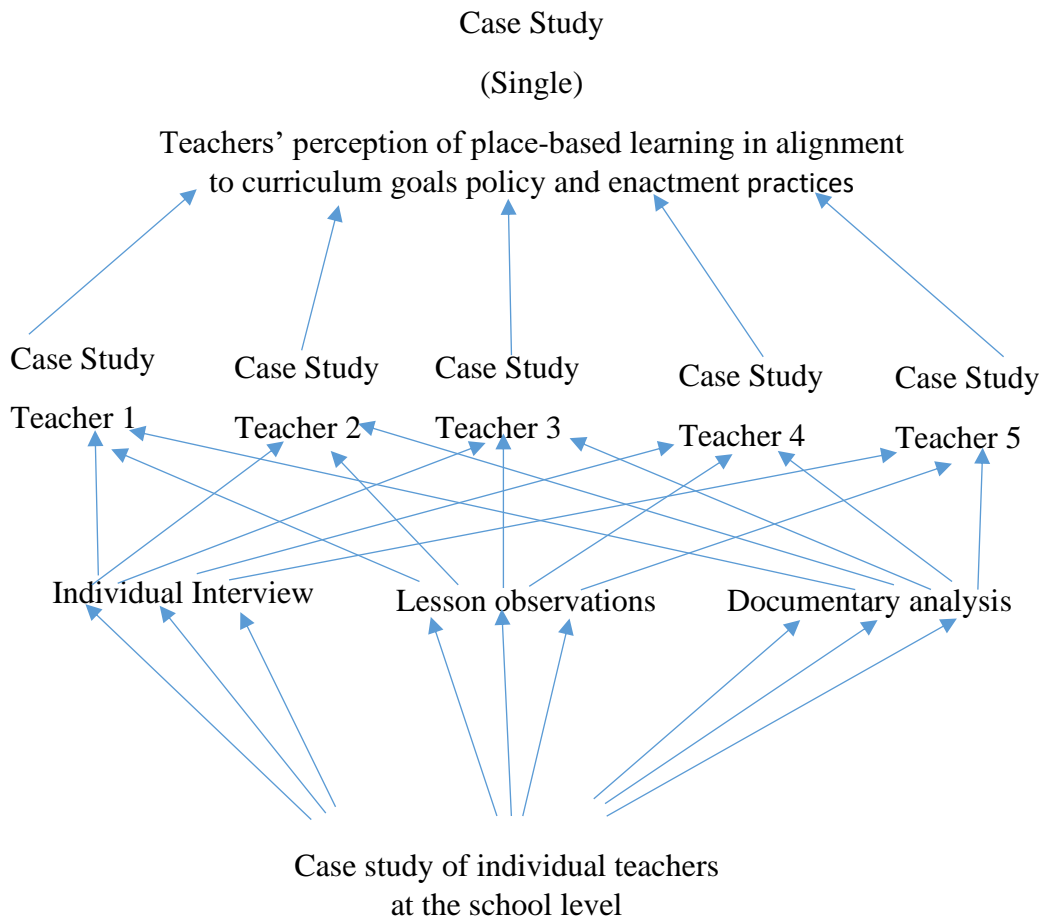 Case Study
(Single)
Teachers’ perception of place-based learning in alignment
to curriculum goals policy and enactment practices
Case Study
Case Study
Case Study
Case Study
Case Study
Teacher 1
Teacher 2
Teacher 3
Teacher 4
Teacher 5
Individual Interview
Lesson observations
Documentary analysis
Case study of individual teachers
at the school level